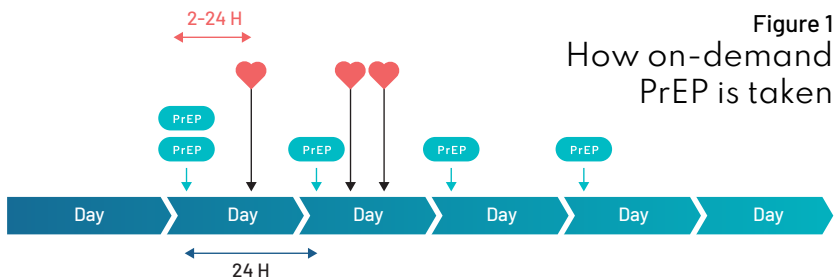 2-24 H
Figure 1
How on-demand
PrEP is taken
PrEP
PrEP PrEP PrEP PrEP
Day Day Day Day Day Day
24 H